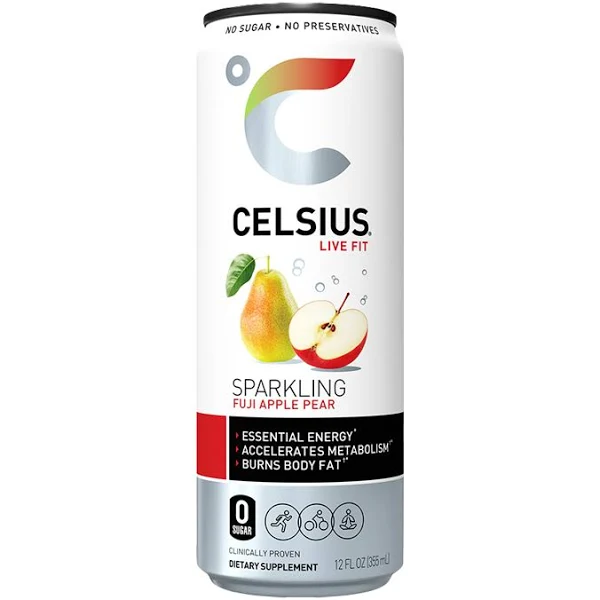 NO SUGAR • NO PRESERVATIVES
CELSIUS®
LIVE FIT
SPARKLING
FUJI APPLE PEAR
ESSENTIAL ENERGY*
ACCELERATES METABOLISM*†
BURNS BODY FAT†*
0
SUGAR
CLINICALLY PROVEN
DIETARY SUPPLEMENT
12 FL OZ (355 mL)